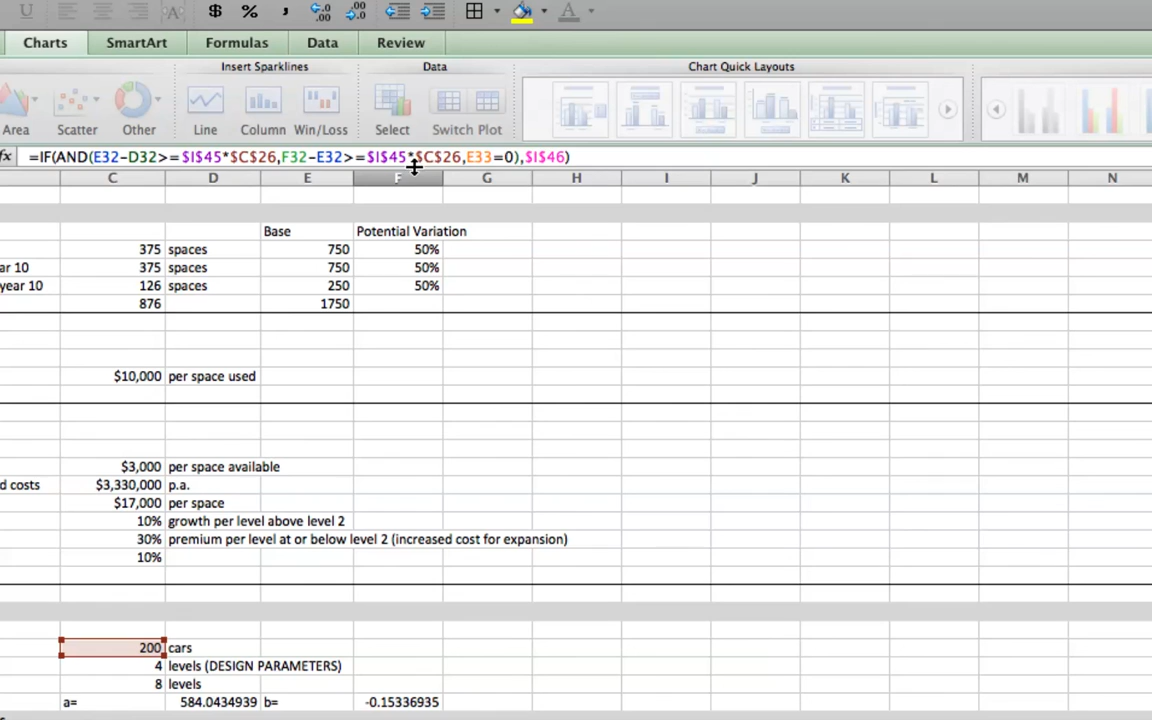 U A $ % , .0 .00 .00 .0 A
Charts SmartArt Formulas Data Review
Insert Sparklines Data Chart Quick Layouts
Area Scatter Other Line Column Win/Loss Select Switch Plot
fx =IF(AND(E32-D32>=$I$45*$C$26,F32-E32>=$I$45*$C$26,E33=0),$I$46)
C D E F G H I J K L M N
Base Potential Variation
375 spaces 750 50%
ar 10 375 spaces 750 50%
year 10 126 spaces 250 50%
876 1750
$10,000 per space used
$3,000 per space available
d costs $3,330,000 p.a.
$17,000 per space
10% growth per level above level 2
30% premium per level at or below level 2 (increased cost for expansion)
10%
200 cars
4 levels (DESIGN PARAMETERS)
8 levels
a= 584.0434939 b= -0.15336935